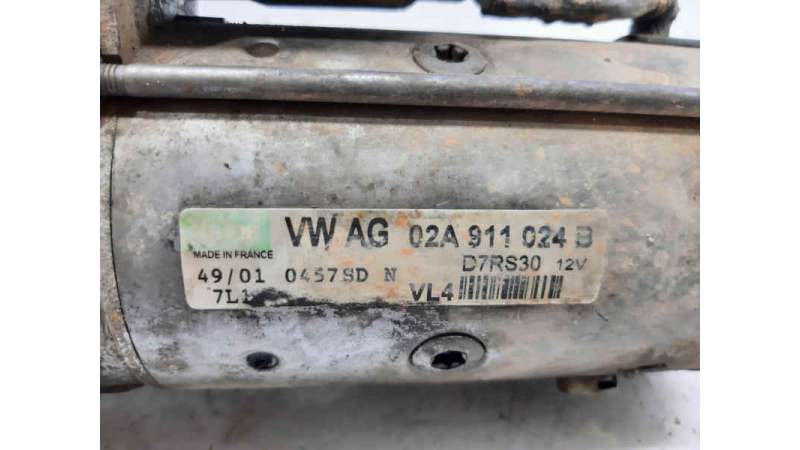 VW AG 02A 911 024 B
MADE IN FRANCE D7RS30 12V
49/01 0457SD N
7L1 VL4